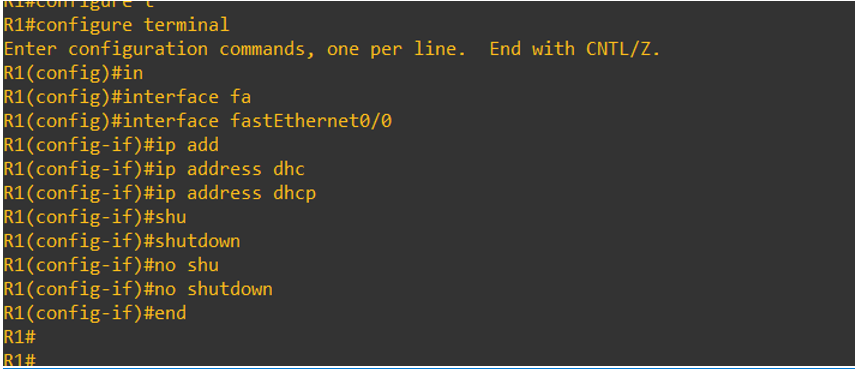 R1#configure t
R1#configure terminal
Enter configuration commands, one per line.  End with CNTL/Z.
R1(config)#in
R1(config)#interface fa
R1(config)#interface fastEthernet0/0
R1(config-if)#ip add
R1(config-if)#ip address dhc
R1(config-if)#ip address dhcp
R1(config-if)#shu
R1(config-if)#shutdown
R1(config-if)#no shu
R1(config-if)#no shutdown
R1(config-if)#end
R1#
R1#